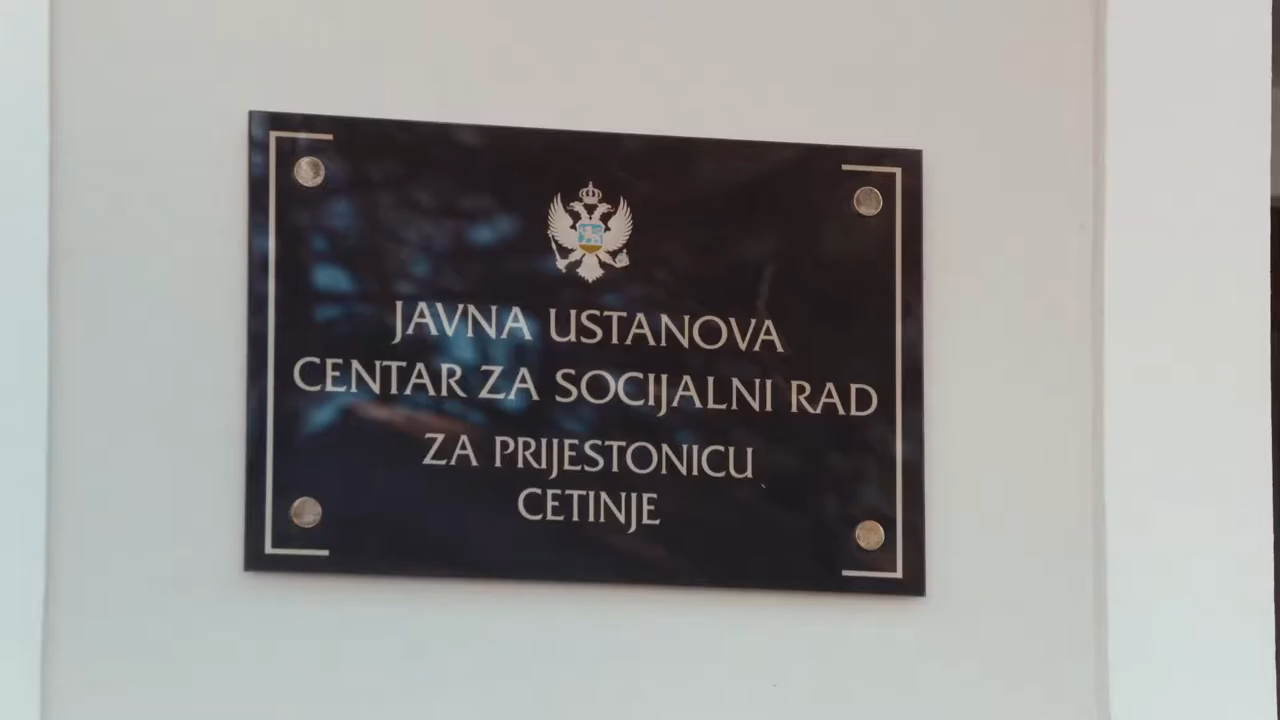 JAVNA USTANOVA
CENTAR ZA SOCIJALNI RAD
ZA PRIJESTONICU
CETINJE